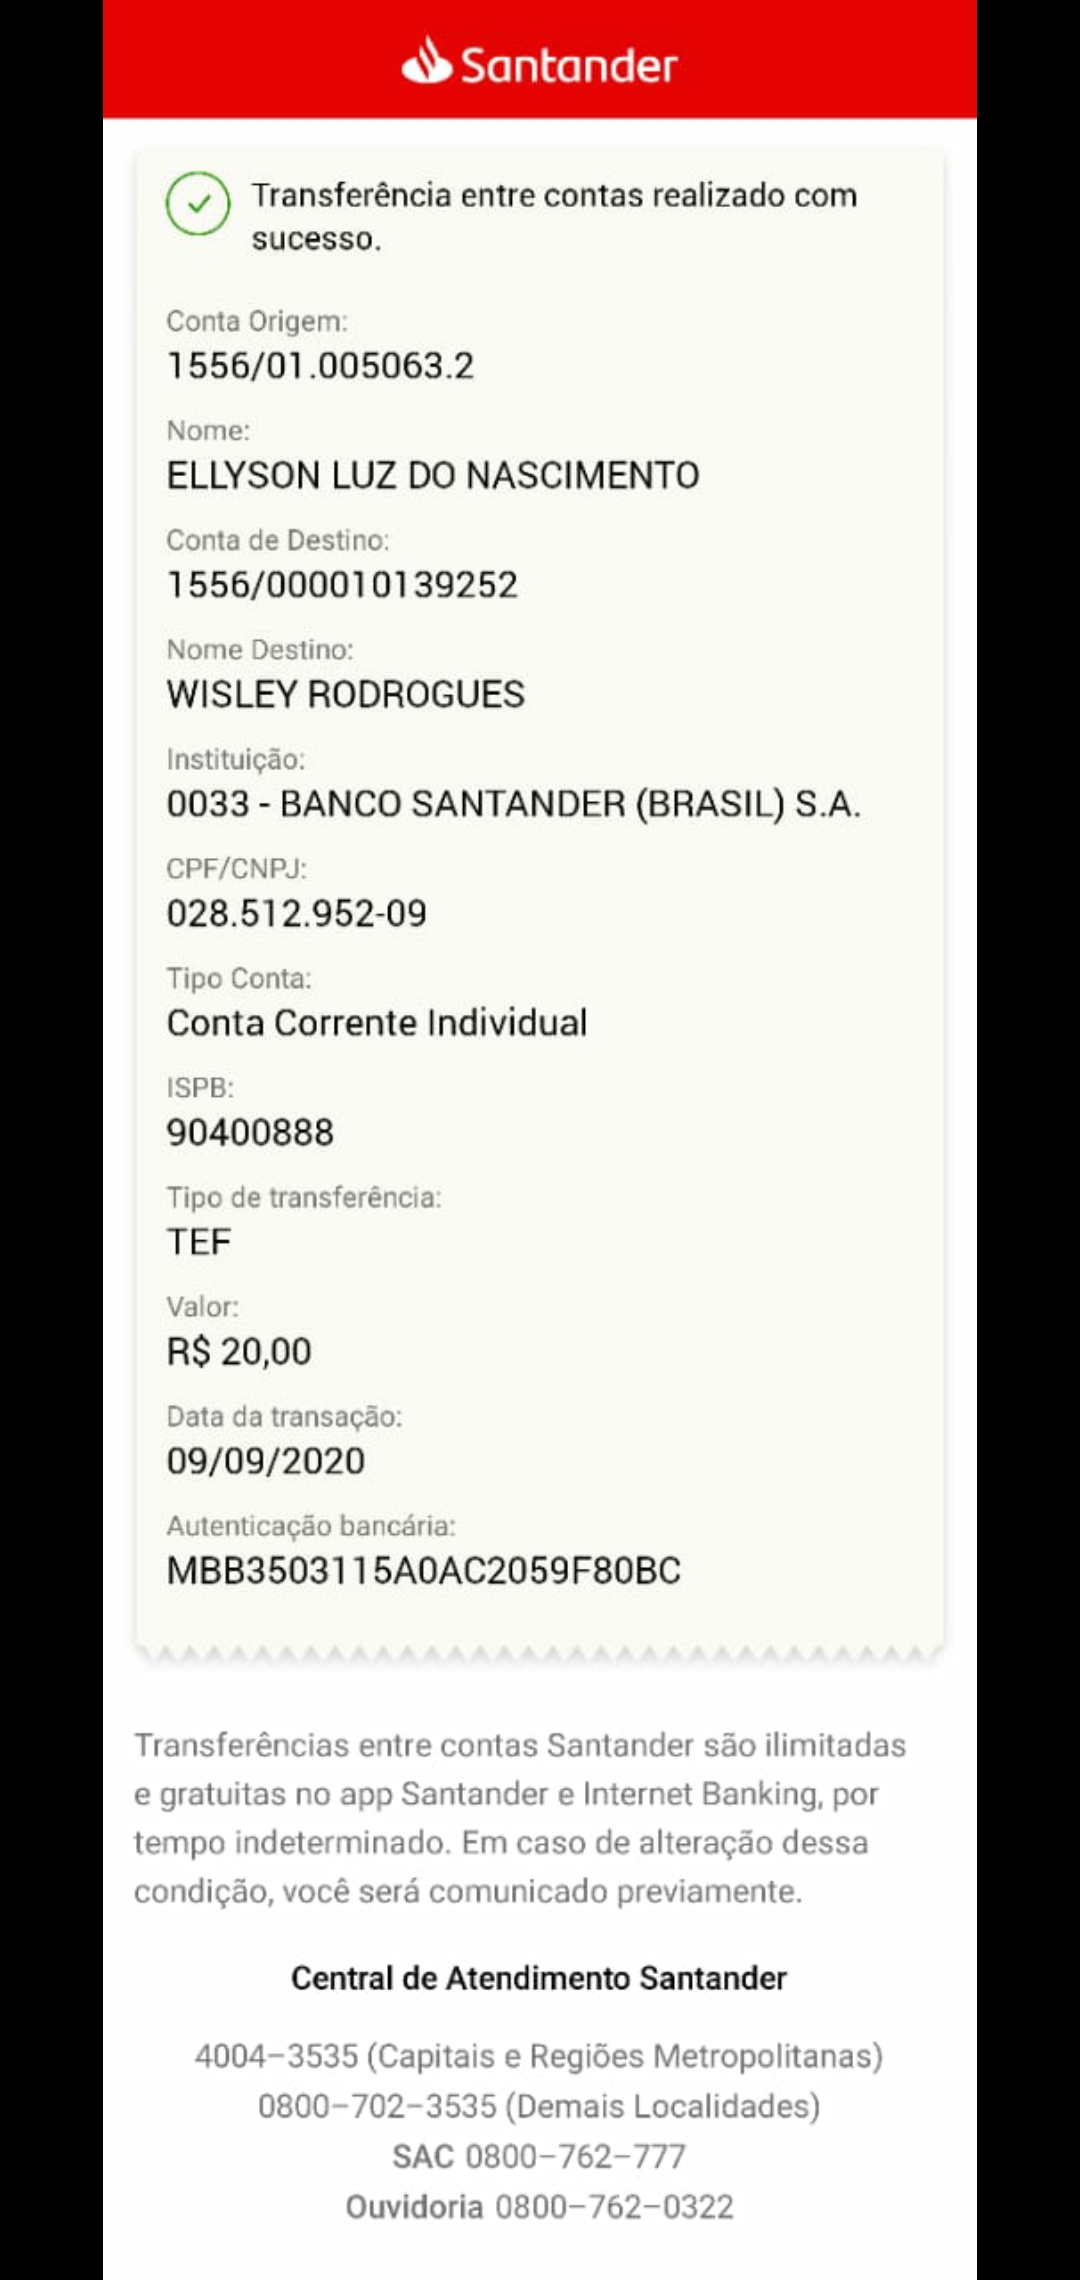 Santander
Transferência entre contas realizado com
sucesso.
Conta Origem:
1556/01.005063.2
Nome:
ELLYSON LUZ DO NASCIMENTO
Conta de Destino:
1556/000010139252
Nome Destino:
WISLEY RODROGUES
Instituição:
0033 - BANCO SANTANDER (BRASIL) S.A.
CPF/CNPJ:
028.512.952-09
Tipo Conta:
Conta Corrente Individual
ISPB:
90400888
Tipo de transferência:
TEF
Valor:
R$ 20,00
Data da transação:
09/09/2020
Autenticação bancária:
MBB3503115A0AC2059F80BC
Transferências entre contas Santander são ilimitadas
e gratuitas no app Santander e Internet Banking, por
tempo indeterminado. Em caso de alteração dessa
condição, você será comunicado previamente.
Central de Atendimento Santander
4004–3535 (Capitais e Regiões Metropolitanas)
0800–702–3535 (Demais Localidades)
SAC 0800–762–777
Ouvidoria 0800–762–0322